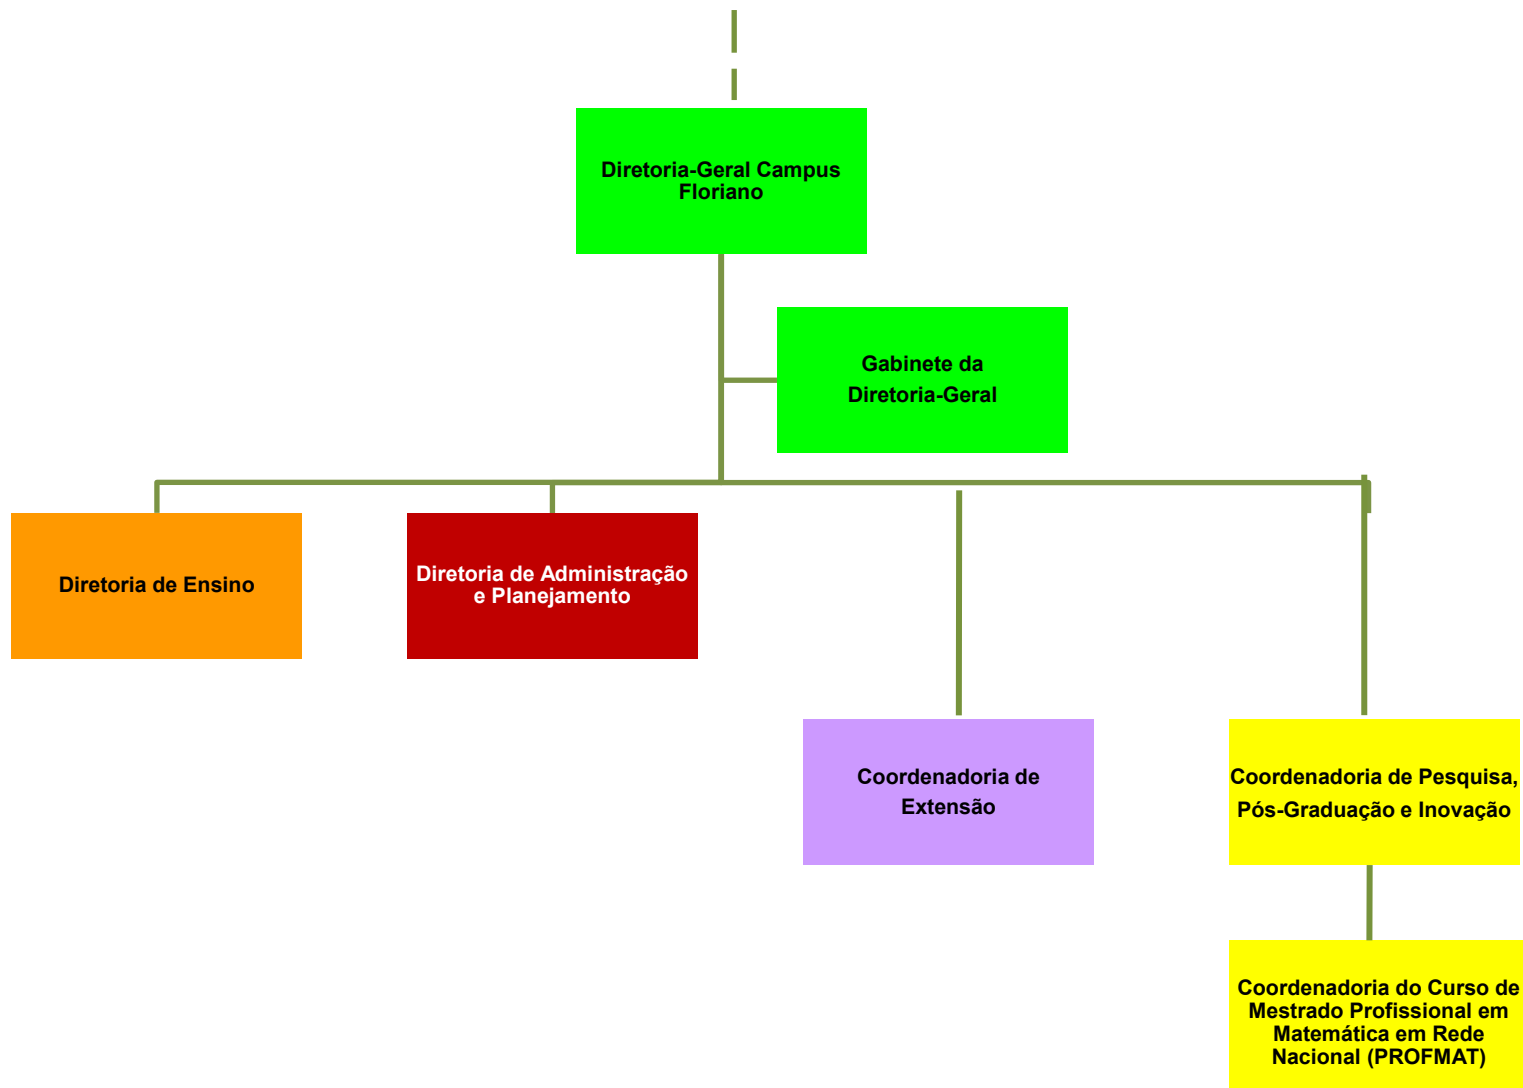 Diretoria-Geral Campus
Floriano
Gabinete da
Diretoria-Geral
Diretoria de Ensino
Diretoria de Administração
e Planejamento
Coordenadoria de
Extensão
Coordenadoria de Pesquisa,
Pós-Graduação e Inovação
Coordenadoria do Curso de
Mestrado Profissional em
Matemática em Rede
Nacional (PROFMAT)